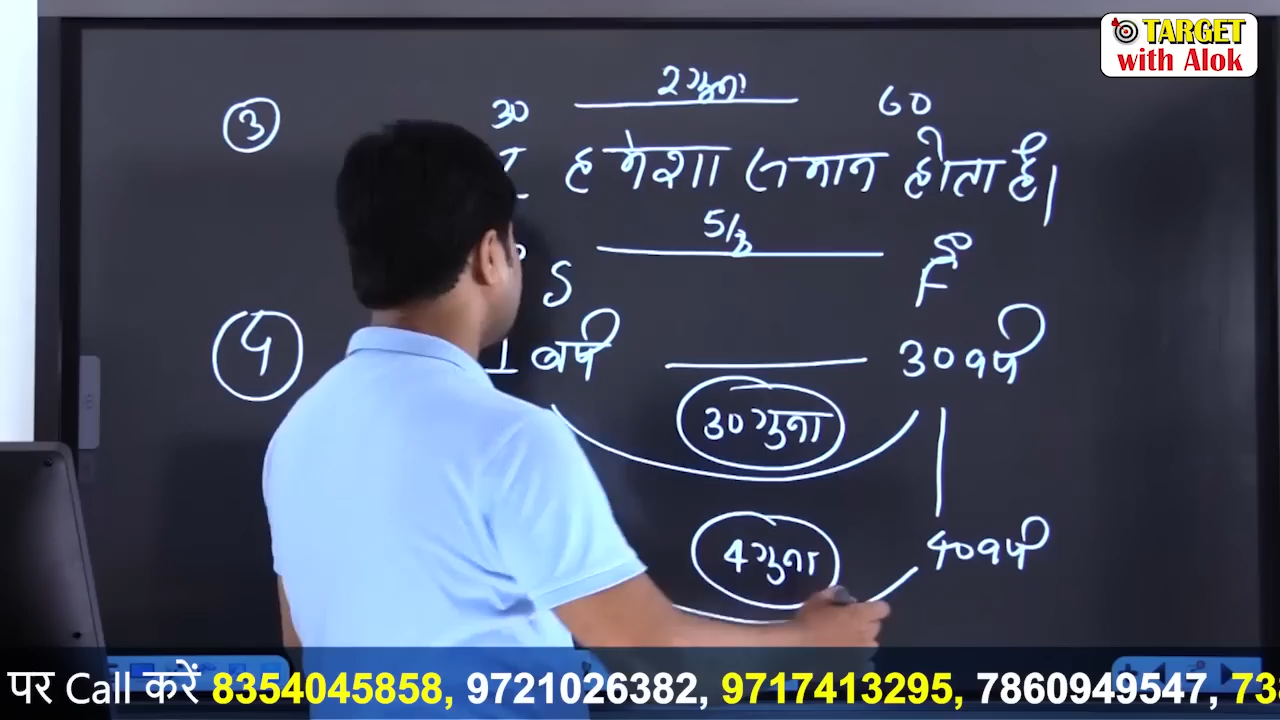 TARGET
with Alok
2 गुना
3
30
60
I हमेशा समान होता है।
5/3
S
F
4
1 वर्ष
30 वर्ष
30 गुना
4 गुना
40 वर्ष
पर Call करें 8354045858, 9721026382, 9717413295, 7860949547, 73